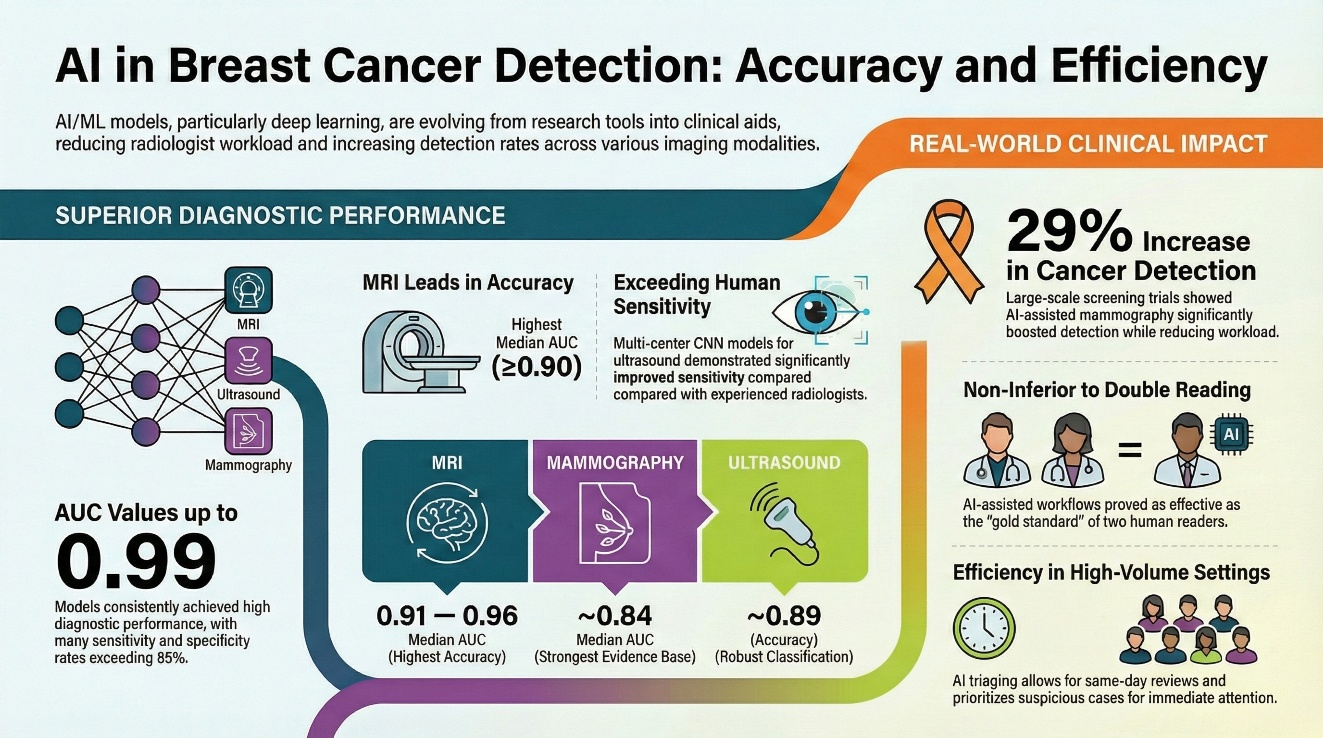 AI in Breast Cancer Detection: Accuracy and Efficiency
AI/ML models, particularly deep learning, are evolving from research tools into clinical aids,
reducing radiologist workload and increasing detection rates across various imaging modalities.
SUPERIOR DIAGNOSTIC PERFORMANCE
MRI
Ultrasound
Mammography
AUC Values up to
0.99
Models consistently achieved high
diagnostic performance, with
many sensitivity and specificity
rates exceeding 85%.
MRI Leads in Accuracy
Highest
Median AUC
(≥0.90)
Exceeding Human
Sensitivity
Multi-center CNN models for
ultrasound demonstrated significantly
improved sensitivity compared
compared with experienced radiologists.
MRI
0.91 — 0.96
Median AUC
(Highest Accuracy)
MAMMOGRAPHY
~0.84
Median AUC
(Strongest Evidence Base)
ULTRASOUND
~0.89
(Accuracy)
(Robust Classification)
REAL-WORLD CLINICAL IMPACT
29% Increase
in Cancer Detection
Large-scale screening trials showed
AI-assisted mammography significantly
boosted detection while reducing workload.
Non-Inferior to Double Reading
=
AI
AI-assisted workflows proved as effective as
the “gold standard” of two human readers.
Efficiency in High-Volume Settings
AI triaging allows for same-day reviews and
prioritizes suspicious cases for immediate attention.